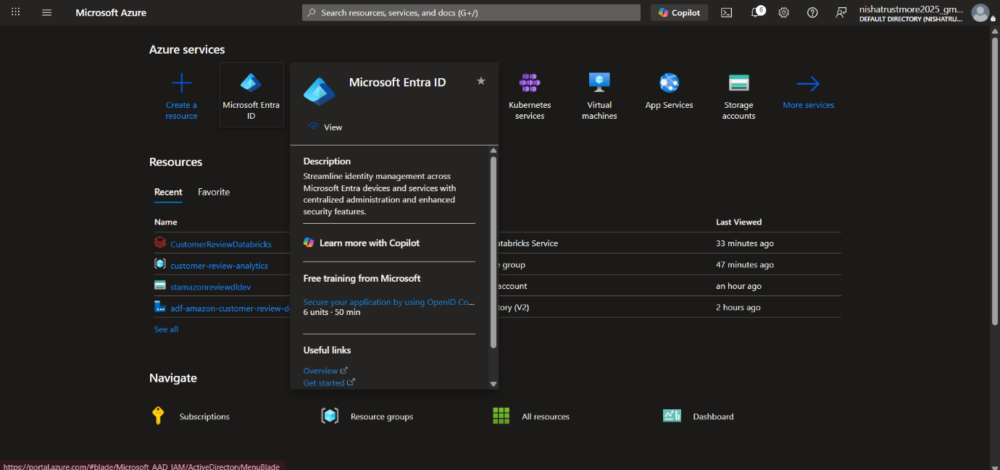 Microsoft Azure
Search resources, services, and docs (G+/)
Copilot
6
nishatrustmore2025_gm...
DEFAULT DIRECTORY (NISHATRU...
Azure services
Create a
resource
Microsoft Entra
ID
Microsoft Entra ID
View
Kubernetes
services
Virtual
machines
App Services
Storage
accounts
More services
Description
Streamline identity management across
Microsoft Entra devices and services with
centralized administration and enhanced
security features.
Learn more with Copilot
Free training from Microsoft
Secure your application by using OpenID Co...
6 units · 50 min
Useful links
Overview
Get started
Resources
Recent
Favorite
Name
Last Viewed
CustomerReviewDatabricks
atabricks Service
33 minutes ago
customer-review-analytics
e group
47 minutes ago
stamazonreviewdldev
account
an hour ago
adf-amazon-customer-review-de
tory (V2)
2 hours ago
See all
Navigate
Subscriptions
Resource groups
All resources
Dashboard
https://portal.azure.com/#blade/Microsoft_AAD_IAM/ActiveDirectoryMenuBlade